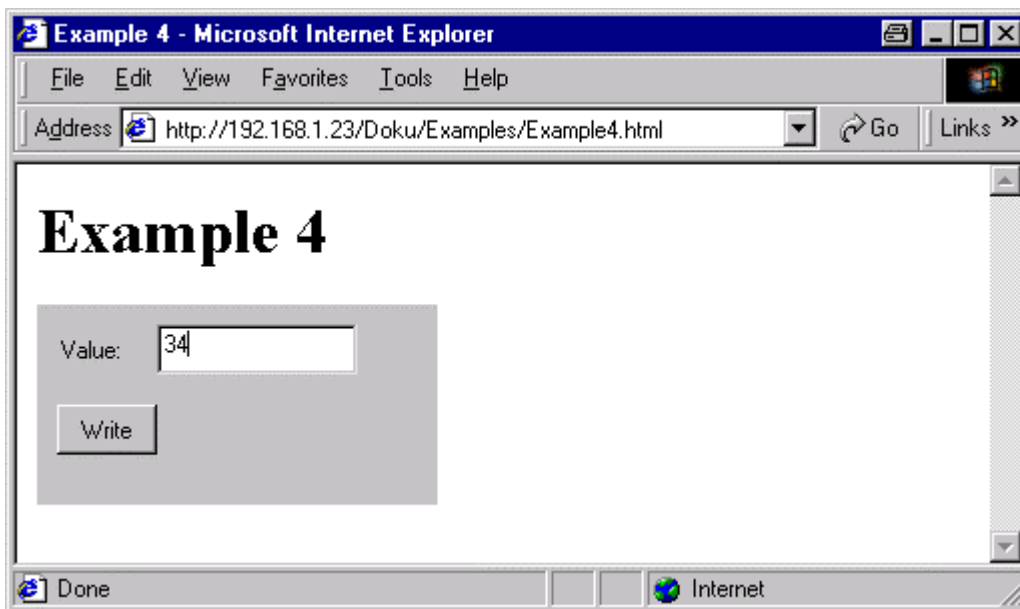 Example 4 - Microsoft Internet Explorer
File Edit View Favorites Tools Help
Address http://192.168.1.23/Doku/Examples/Example4.html Go Links »
Example 4
Value: 34
Write
Done Internet